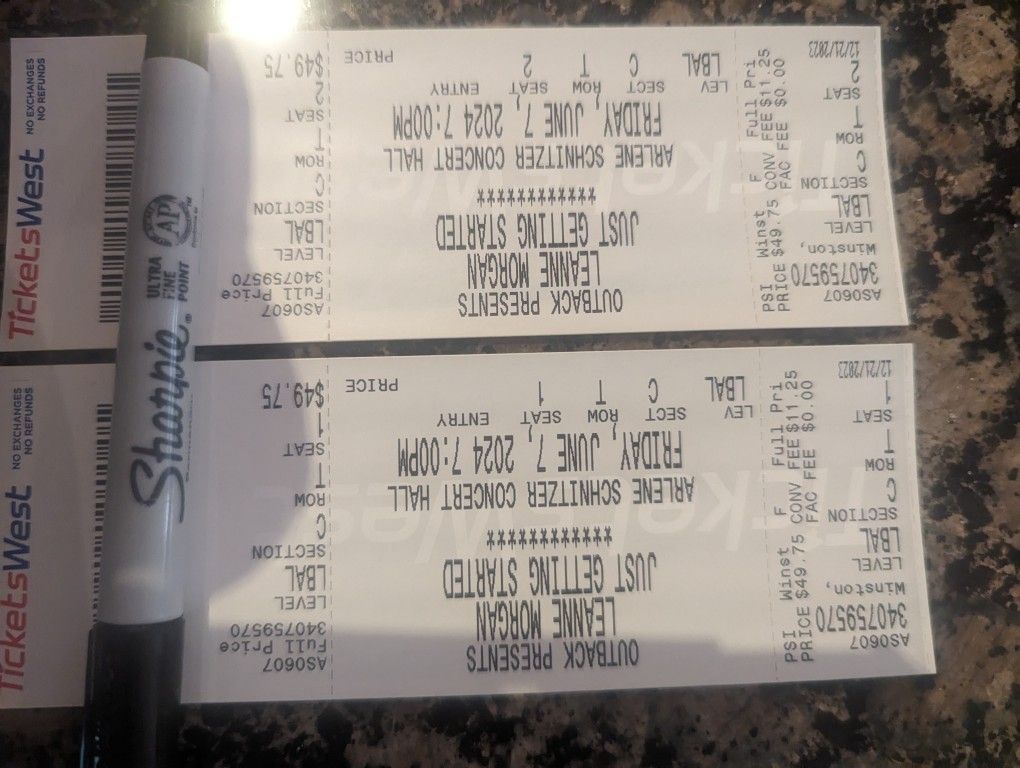 AS0607
340759570
Winston,
LEVEL
LBAL
SECTION
C
ROW
T
SEAT
1
12/21/2023
PSI Winst F Full Pri
PRICE $49.75 CONV FEE $11.25
FAC FEE $0.00
OUTBACK PRESENTS
LEANNE MORGAN
JUST GETTING STARTED
*************
ARLENE SCHNITZER CONCERT HALL
FRIDAY, JUNE 7, 2024 7:00PM
LEV SECT ROW SEAT ENTRY
LBAL C T 1
PRICE
AS0607
Full Price
340759570
LEVEL
LBAL
SECTION
C
ROW
T
SEAT
1
$49.75
TicketsWest
NO EXCHANGES
NO REFUNDS
AS0607
340759570
Winston,
LEVEL
LBAL
SECTION
C
ROW
T
SEAT
2
12/21/2023
PSI Winst F Full Pri
PRICE $49.75 CONV FEE $11.25
FAC FEE $0.00
OUTBACK PRESENTS
LEANNE MORGAN
JUST GETTING STARTED
*************
ARLENE SCHNITZER CONCERT HALL
FRIDAY, JUNE 7, 2024 7:00PM
LEV SECT ROW SEAT ENTRY
LBAL C T 2
PRICE
AS0607
Full Price
340759570
LEVEL
LBAL
SECTION
C
ROW
T
SEAT
2
$49.75
TicketsWest
NO EXCHANGES
NO REFUNDS
Sharpie.
ULTRA
FINE
POINT
AP